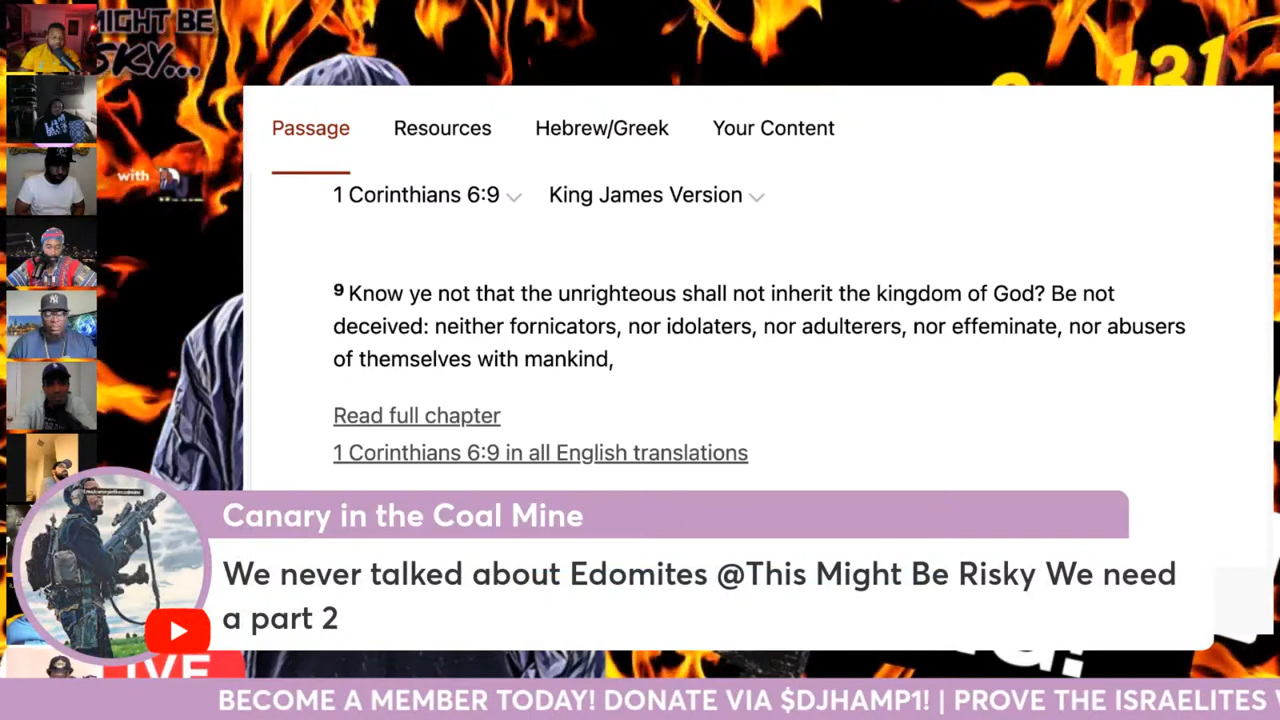 MIGHT BE
SKY...
131
with
Passage Resources Hebrew/Greek Your Content
1 Corinthians 6:9 King James Version
9 Know ye not that the unrighteous shall not inherit the kingdom of God? Be not
deceived: neither fornicators, nor idolaters, nor adulterers, nor effeminate, nor abusers
of themselves with mankind,
Read full chapter
1 Corinthians 6:9 in all English translations
Canary in the Coal Mine
We never talked about Edomites @This Might Be Risky We need
a part 2
LIVE
BECOME A MEMBER TODAY! DONATE VIA $DJHAMP1! | PROVE THE ISRAELITES